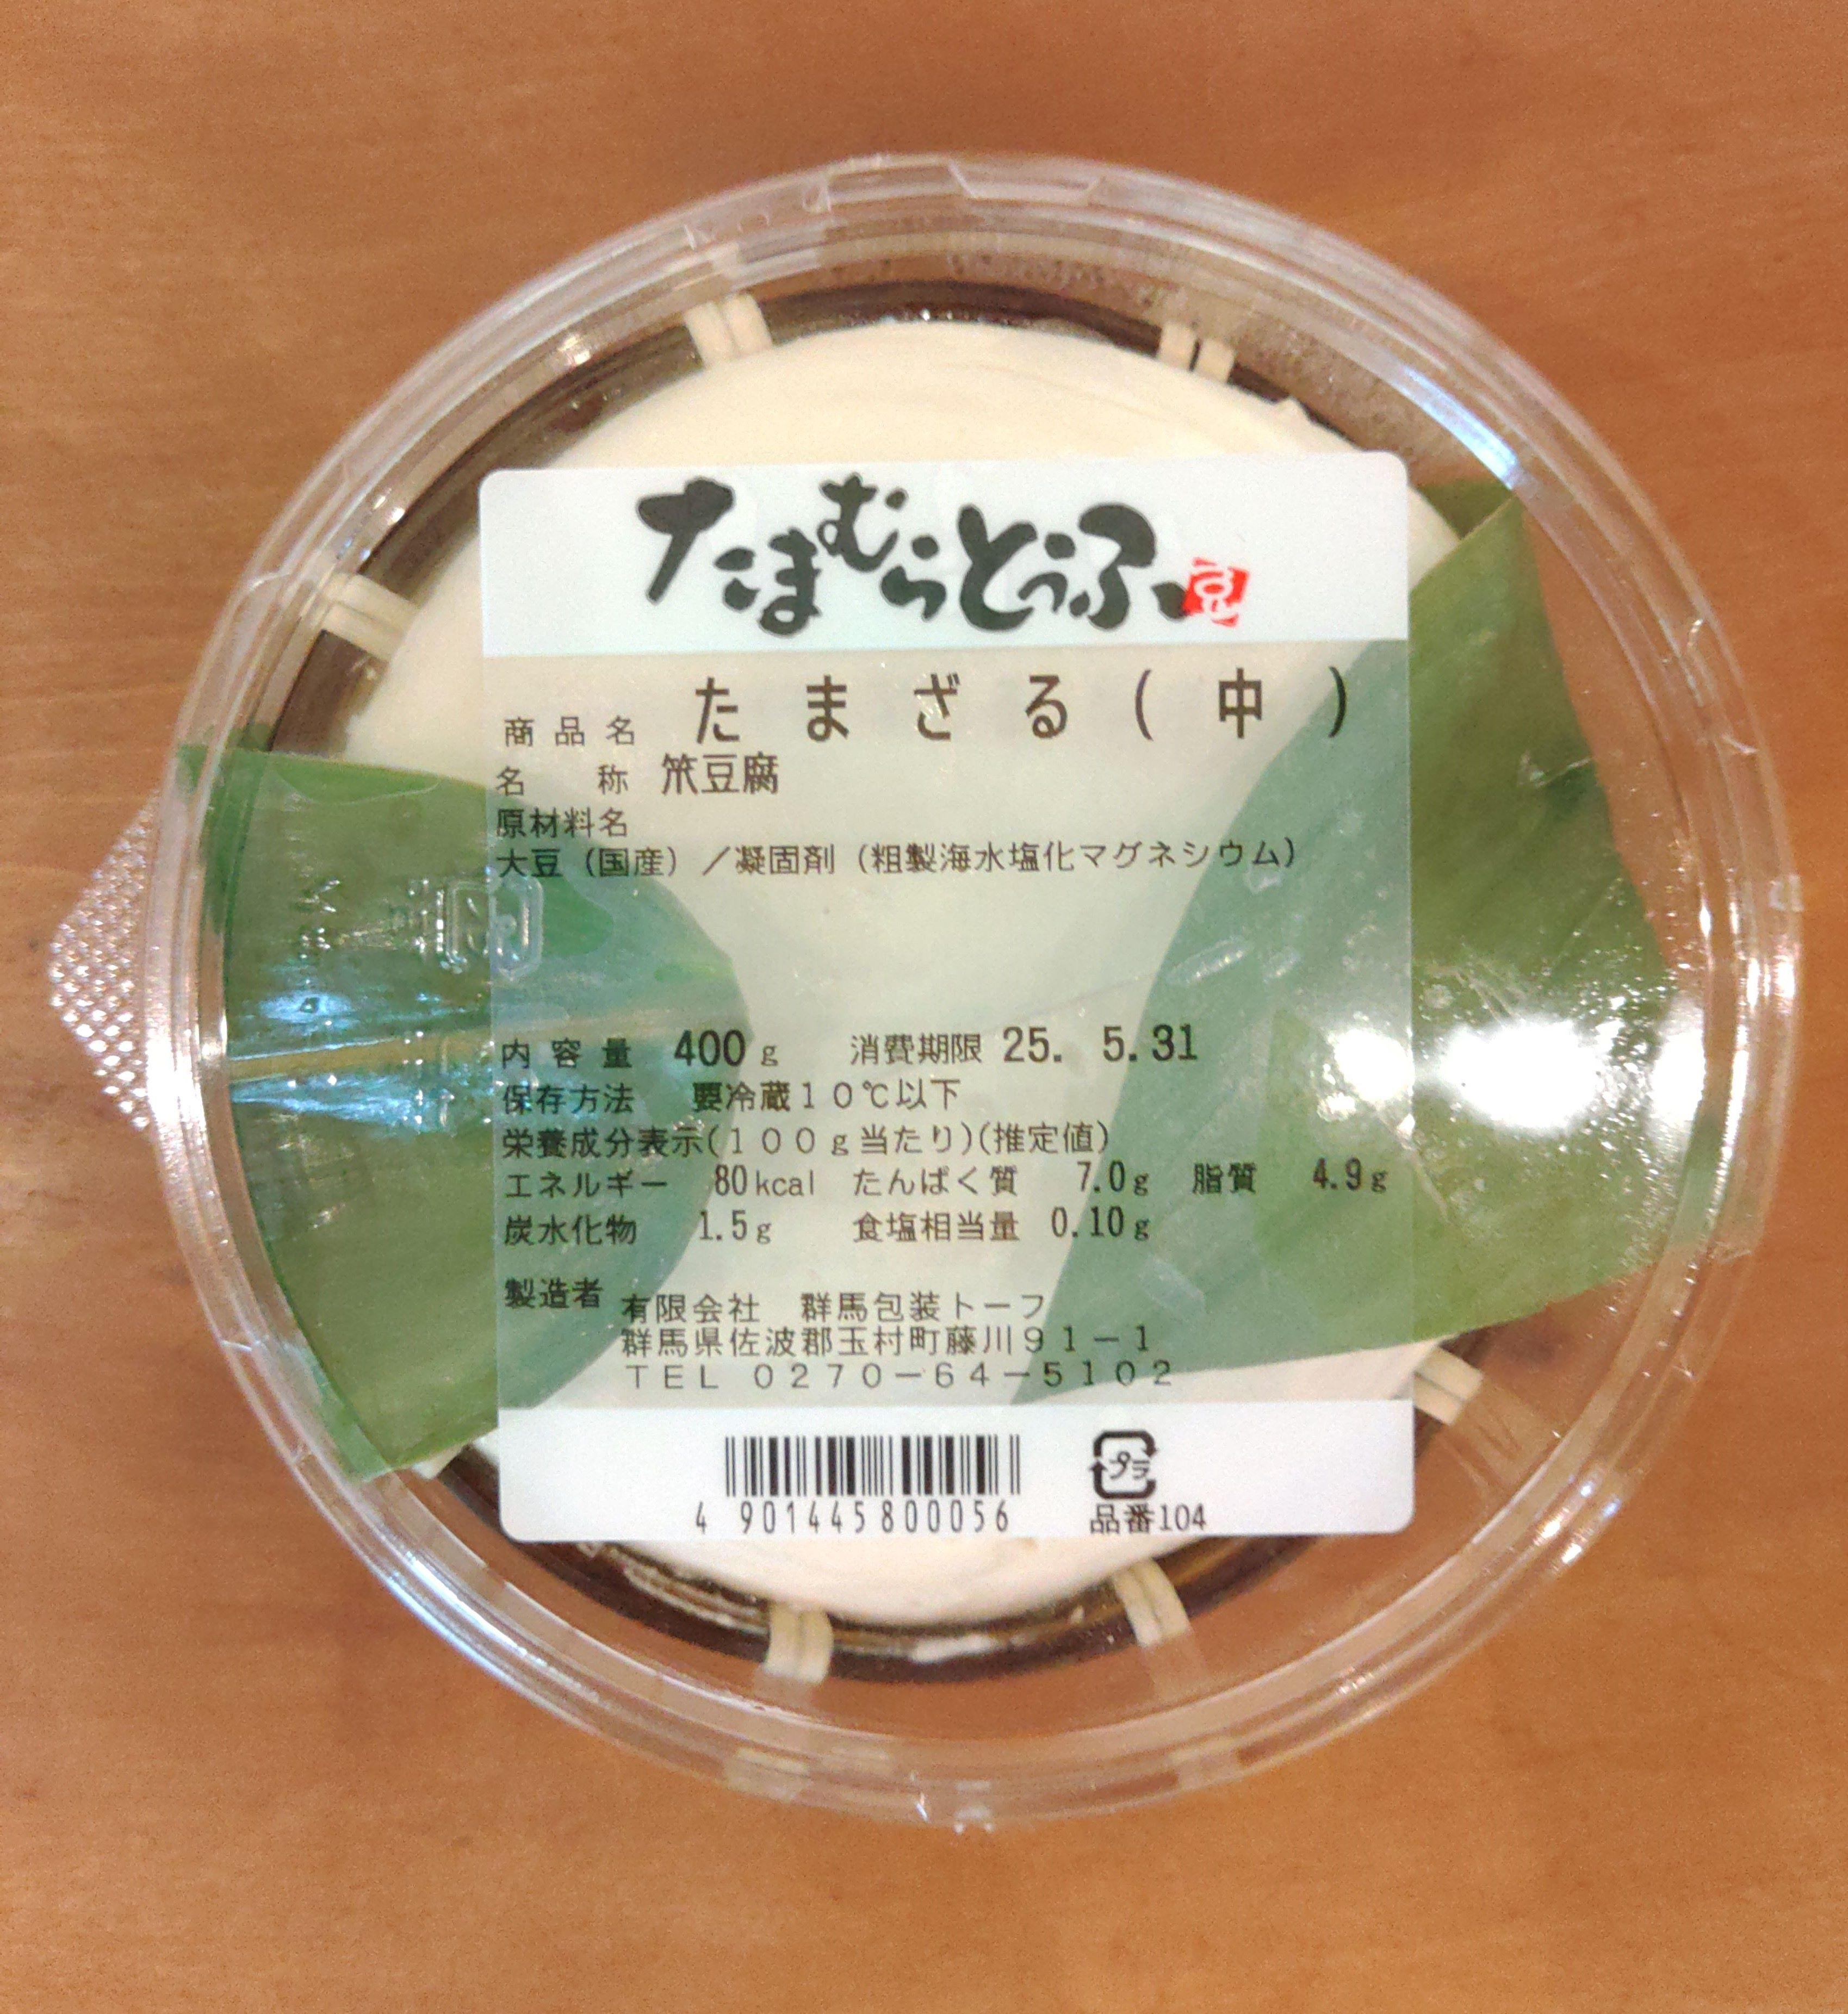 たまむらとうふ 豆
商品名 たまざる(中)
名称 笊豆腐
原材料名
大豆（国産）／凝固剤（粗製海水塩化マグネシウム）
内容量 400g 消費期限 25. 5.31
保存方法 要冷蔵10℃以下
栄養成分表示(100g当たり)(推定値)
エネルギー 80kcal たんぱく質 7.0g 脂質 4.9g
炭水化物 1.5g 食塩相当量 0.10g
製造者 有限会社 群馬包装トーフ
群馬県佐波郡玉村町藤川91－1
TEL 0270－64－5102
4 901445 800056
プラ
品番104